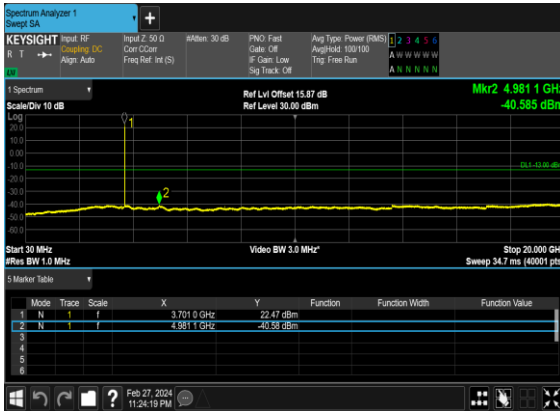 Spectrum Analyzer 1
Swept SA
+
KEYSIGHT Input: RF Input Z: 50 Ω #Atten: 30 dB PNO: Fast Avg Type: Power (RMS) 1 2 3 4 5 6
R T Coupling: DC Corr CCorr Gate: Off Avg|Hold: 100/100 A W W W W W
Align: Auto Freq Ref: Int (S) IF Gain: Low Trig: Free Run
Sig Track: Off A N N N N N
1 Spectrum Ref Lvl Offset 15.87 dB Mkr2 4.981 1 GHz
Scale/Div 10 dB Ref Level 30.00 dBm -40.585 dBm
Log
1
20.0
10.0
0.00
-10.0
DL1 -13.00 dBm
-20.0
-30.0
2
-40.0
-50.0
-60.0
Start 30 MHz Video BW 3.0 MHz* Stop 20.000 GHz
#Res BW 1.0 MHz Sweep 34.7 ms (40001 pts)
5 Marker Table
Mode Trace Scale X Y Function Function Width Function Value
1 N 1 f 3.701 0 GHz 22.47 dBm
2 N 1 f 4.981 1 GHz -40.58 dBm
3
4
5
6
? Feb 27, 2024
11:24:19 PM